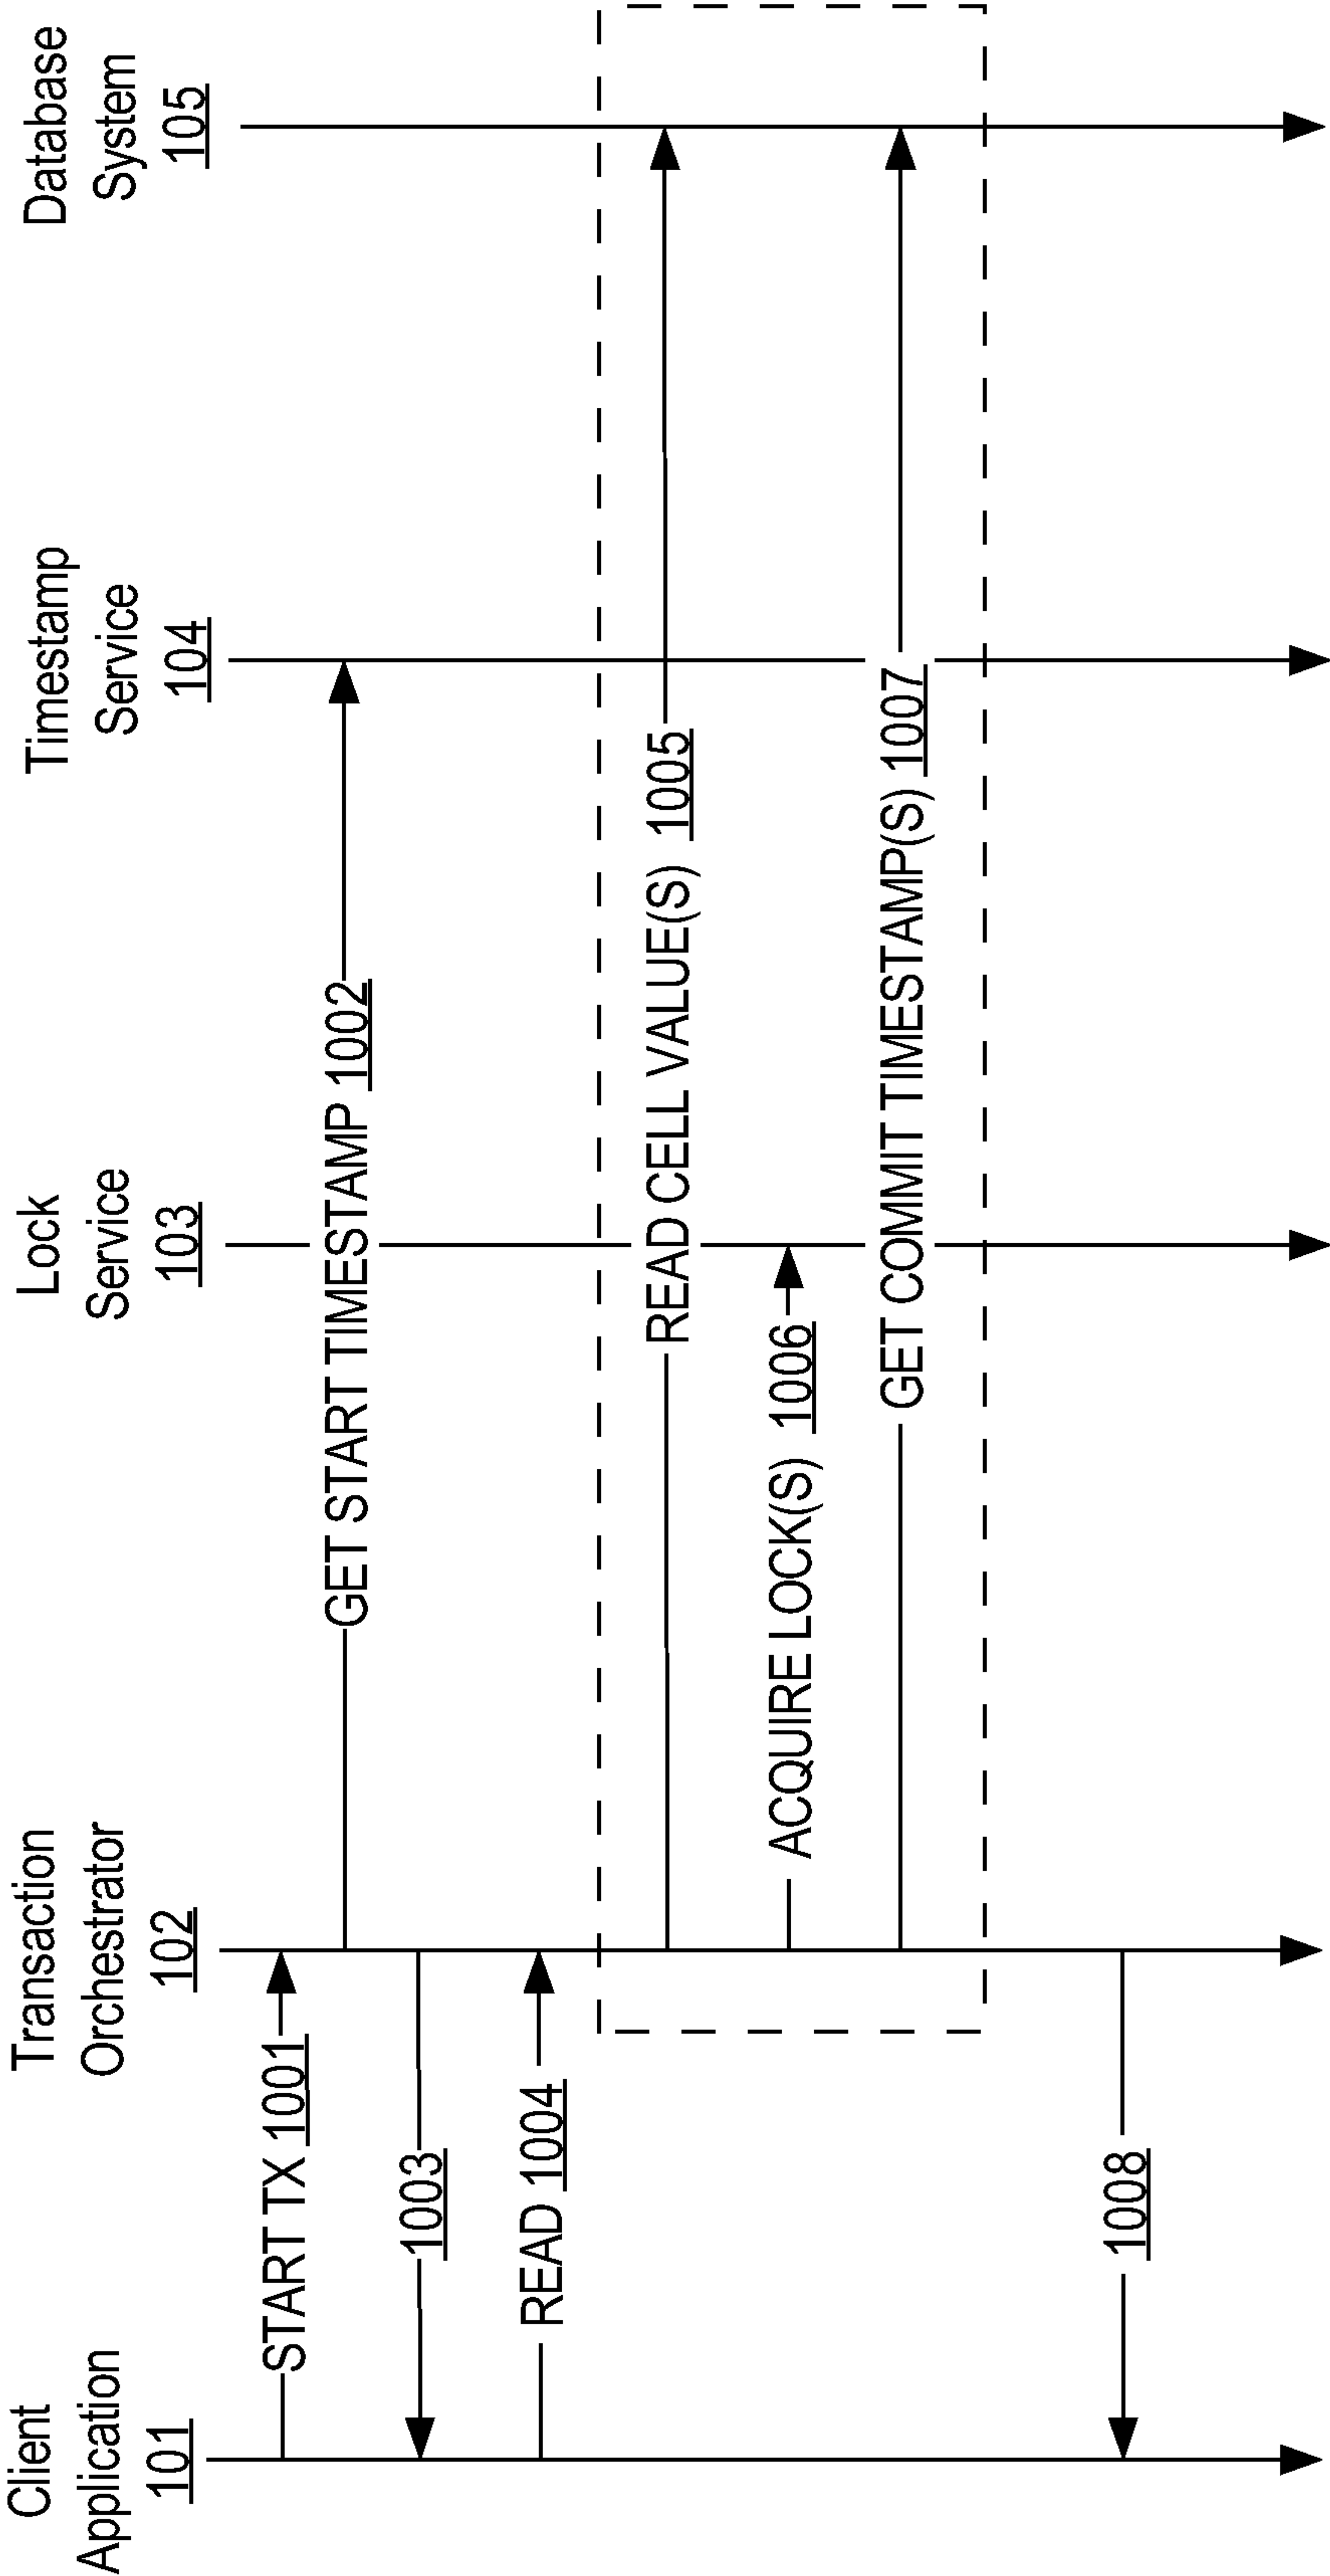 Client
Application
101
Transaction
Orchestrator
102
Lock
Service
103
Timestamp
Service
104
Database
System
105
START TX 1001
GET START TIMESTAMP 1002
1003
READ 1004
READ CELL VALUE(S) 1005
ACQUIRE LOCK(S) 1006
GET COMMIT TIMESTAMP(S) 1007
1008